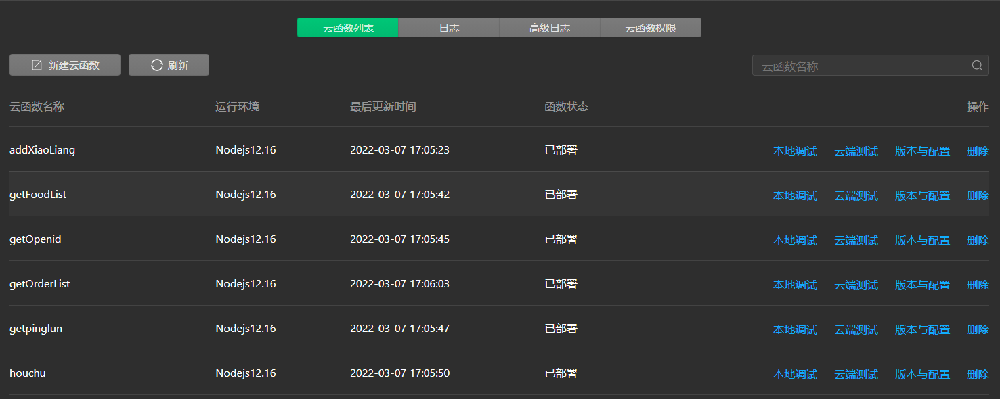 云函数列表 日志 高级日志 云函数权限
新建云函数 刷新 云函数名称
云函数名称 运行环境 最后更新时间 函数状态 操作
addXiaoLiang Nodejs12.16 2022-03-07 17:05:23 已部署 本地调试 云端测试 版本与配置 删除
getFoodList Nodejs12.16 2022-03-07 17:05:42 已部署 本地调试 云端测试 版本与配置 删除
getOpenid Nodejs12.16 2022-03-07 17:05:45 已部署 本地调试 云端测试 版本与配置 删除
getOrderList Nodejs12.16 2022-03-07 17:06:03 已部署 本地调试 云端测试 版本与配置 删除
getpinglun Nodejs12.16 2022-03-07 17:05:47 已部署 本地调试 云端测试 版本与配置 删除
houchu Nodejs12.16 2022-03-07 17:05:50 已部署 本地调试 云端测试 版本与配置 删除